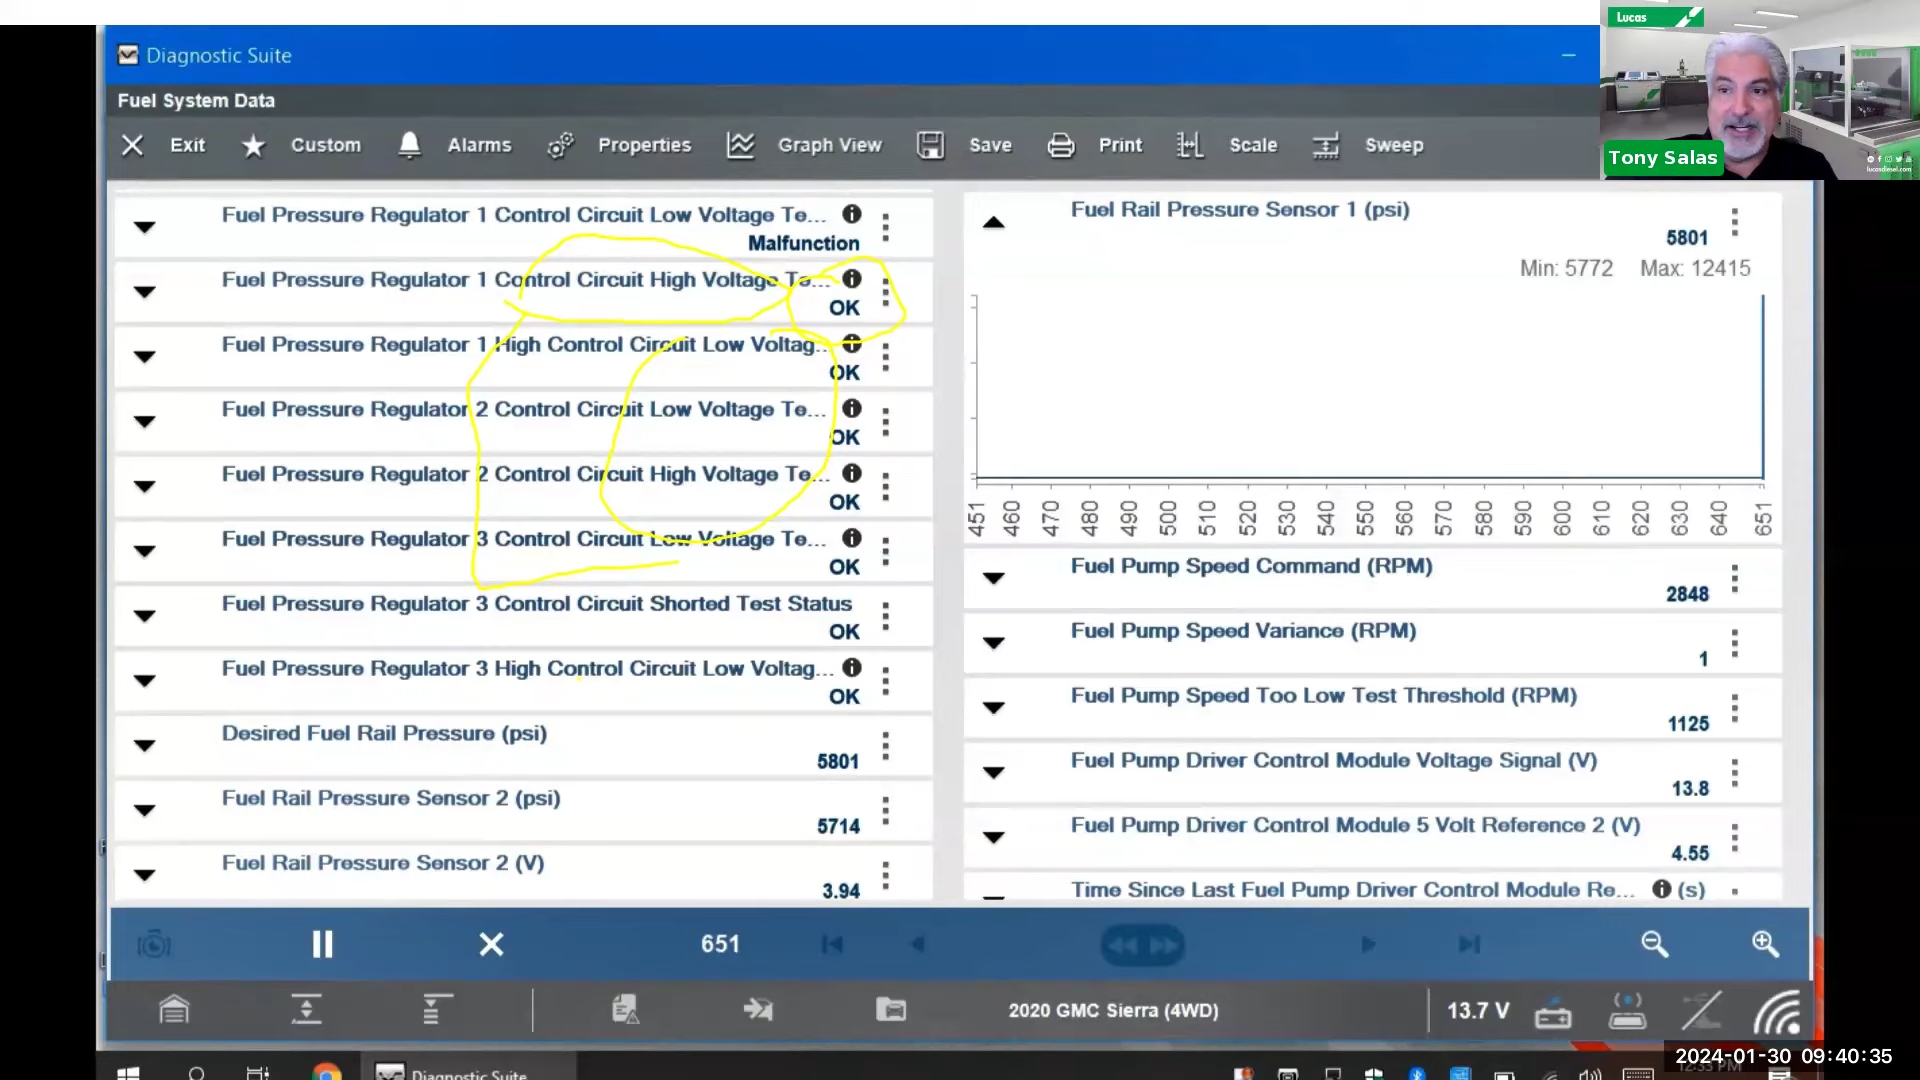 Diagnostic Suite
Fuel System Data
Exit Custom Alarms Properties Graph View Save Print Scale Sweep
Fuel Pressure Regulator 1 Control Circuit Low Voltage Te...
Malfunction
Fuel Pressure Regulator 1 Control Circuit High Voltage Te...
OK
Fuel Pressure Regulator 1 High Control Circuit Low Voltag...
OK
Fuel Pressure Regulator 2 Control Circuit Low Voltage Te...
OK
Fuel Pressure Regulator 2 Control Circuit High Voltage Te...
OK
Fuel Pressure Regulator 3 Control Circuit Low Voltage Te...
OK
Fuel Pressure Regulator 3 Control Circuit Shorted Test Status
OK
Fuel Pressure Regulator 3 High Control Circuit Low Voltag...
OK
Desired Fuel Rail Pressure (psi)
5801
Fuel Rail Pressure Sensor 2 (psi)
5714
Fuel Rail Pressure Sensor 2 (V)
3.94
Fuel Rail Pressure Sensor 1 (psi)
5801
Min: 5772 Max: 12415
451 460 470 480 490 500 510 520 530 540 550 560 570 580 590 600 610 620 630 640 651
Fuel Pump Speed Command (RPM)
2848
Fuel Pump Speed Variance (RPM)
1
Fuel Pump Speed Too Low Test Threshold (RPM)
1125
Fuel Pump Driver Control Module Voltage Signal (V)
13.8
Fuel Pump Driver Control Module 5 Volt Reference 2 (V)
4.55
Time Since Last Fuel Pump Driver Control Module Re... (s)
651
2020 GMC Sierra (4WD)
13.7 V
Diagnostic Suite
12:33 PM
2024-01-30 09:40:35
Lucas
Tony Salas
lucasdiesel.com